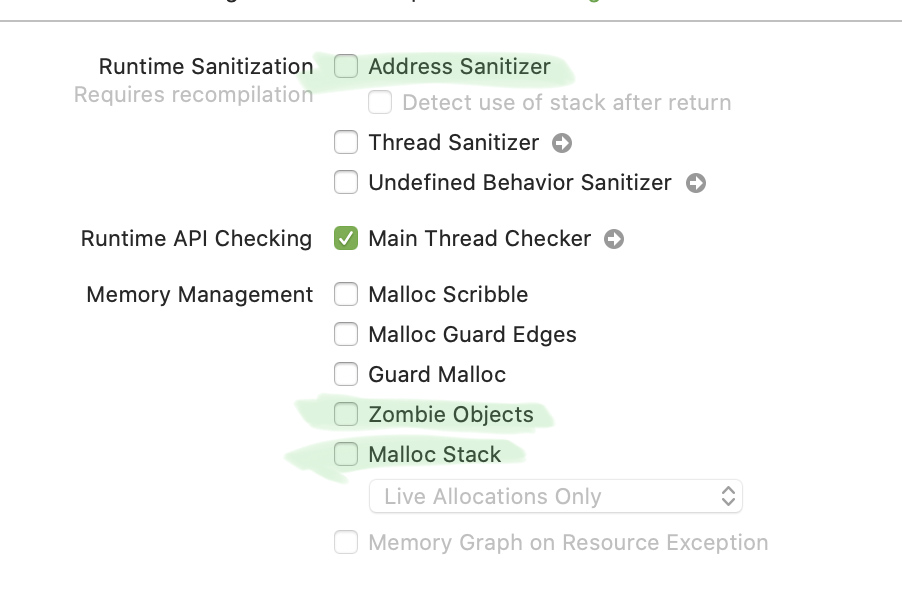 Runtime Sanitization Address Sanitizer
Requires recompilation Detect use of stack after return
Thread Sanitizer
Undefined Behavior Sanitizer
Runtime API Checking Main Thread Checker
Memory Management Malloc Scribble
Malloc Guard Edges
Guard Malloc
Zombie Objects
Malloc Stack
Live Allocations Only
Memory Graph on Resource Exception